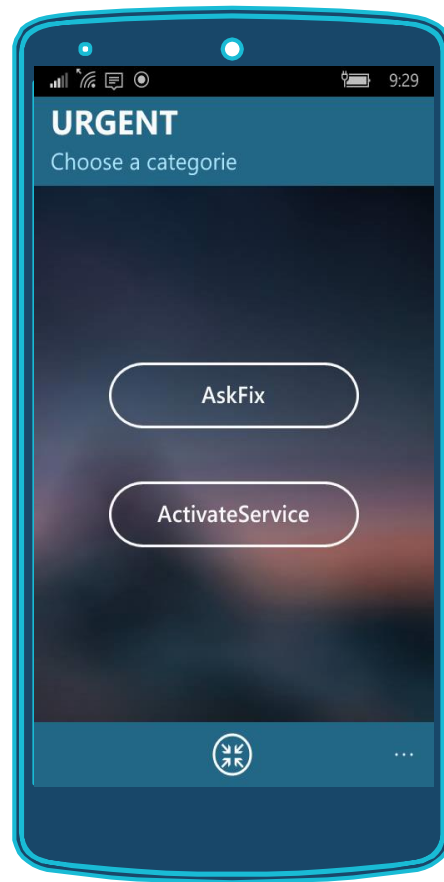 9:29
URGENT
Choose a categorie
AskFix
ActivateService
...